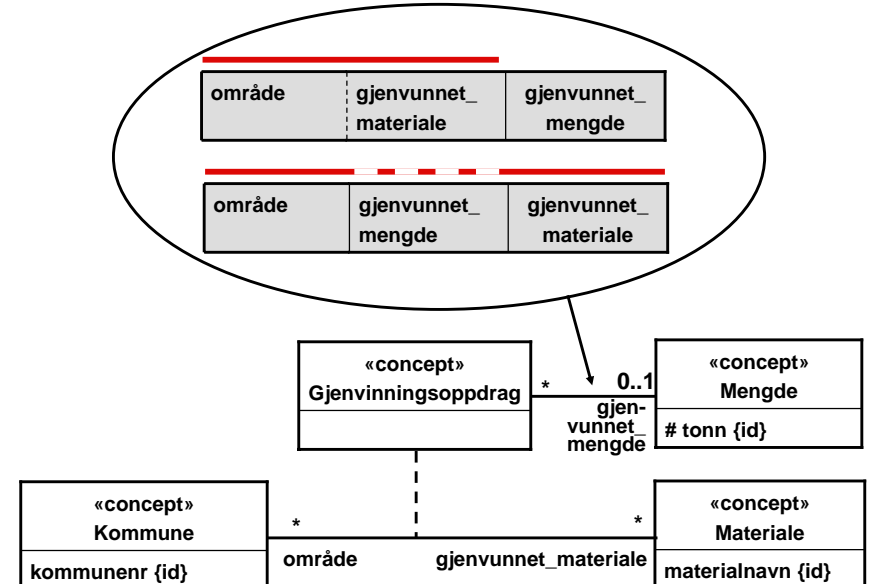 område
gjenvunnet_
materiale
gjenvunnet_
mengde
område
gjenvunnet_
mengde
gjenvunnet_
materiale
«concept»
Gjenvinningsoppdrag
*
0..1
gjen-
vunnet_
mengde
«concept»
Mengde
# tonn {id}
«concept»
Kommune
kommunenr {id}
*
område
*
gjenvunnet_materiale
«concept»
Materiale
materialnavn {id}